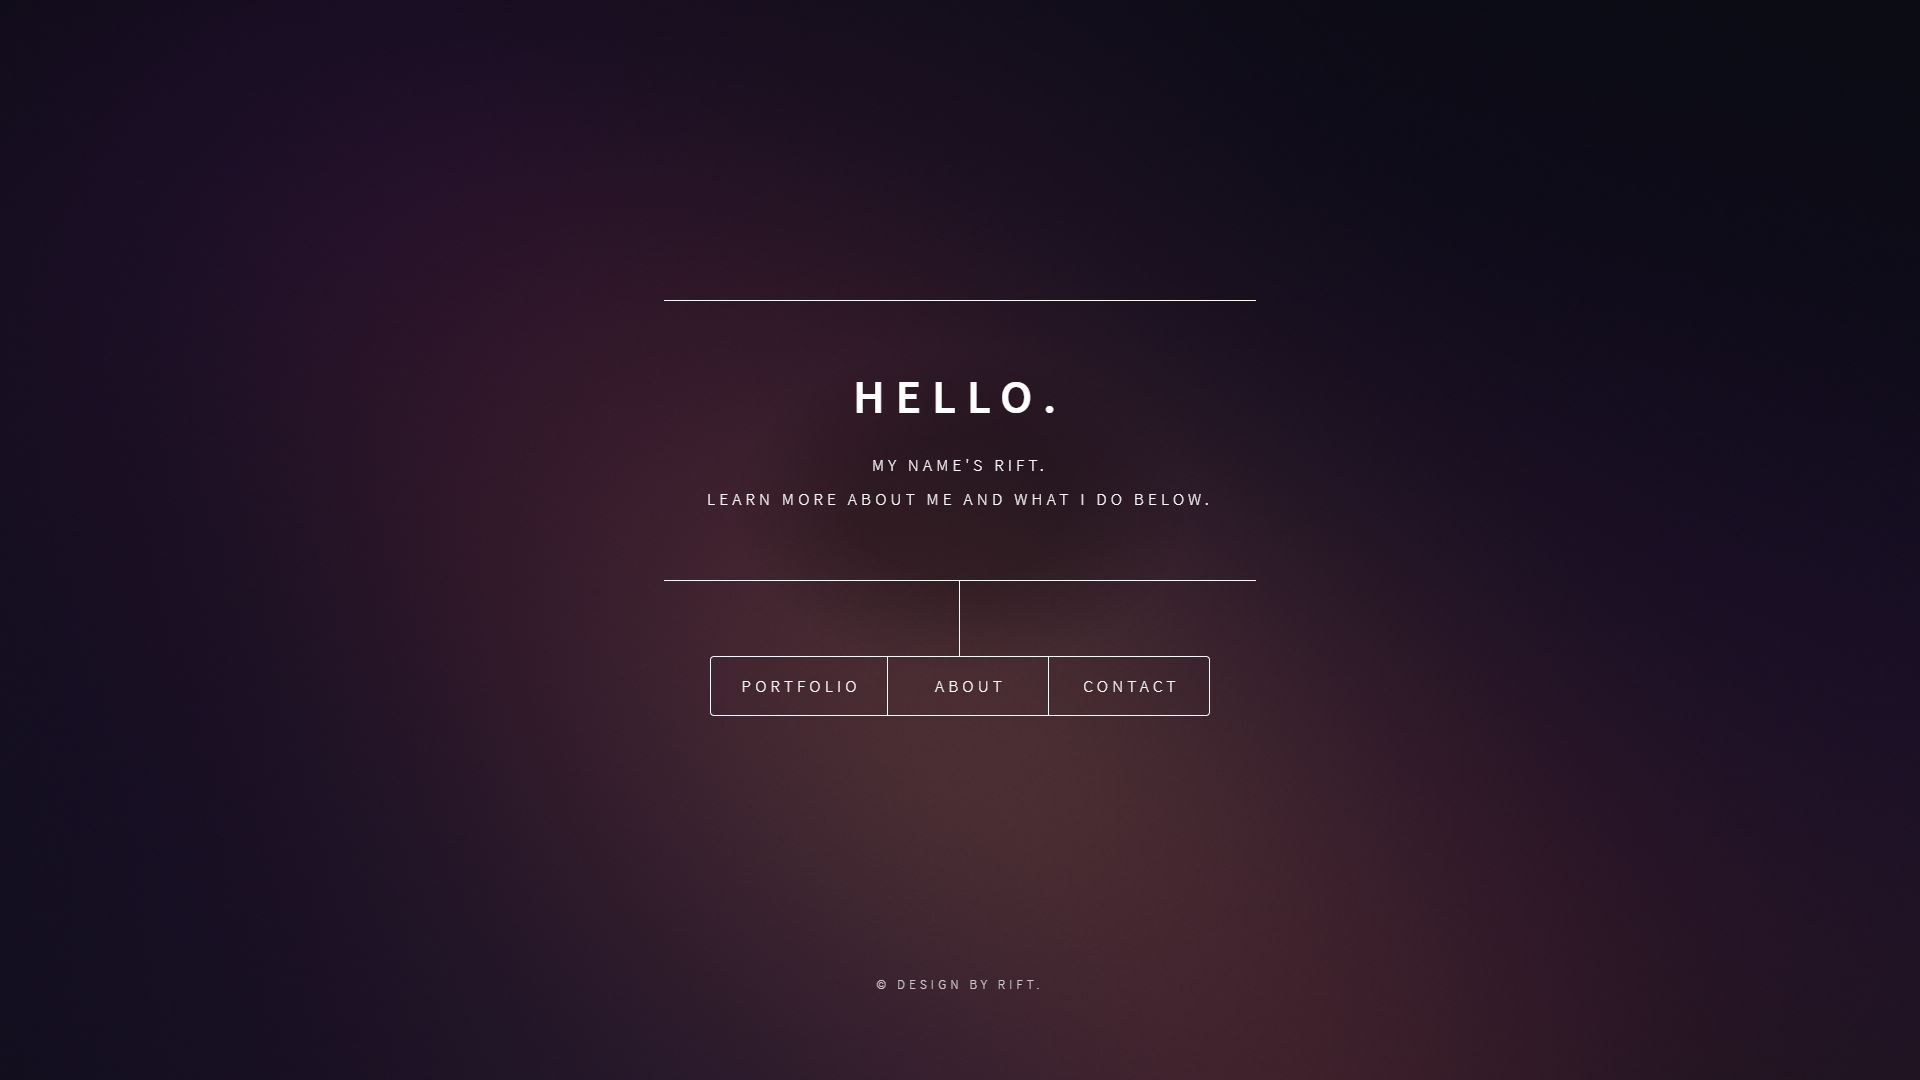 HELLO.
MY NAME'S RIFT.
LEARN MORE ABOUT ME AND WHAT I DO BELOW.
PORTFOLIO ABOUT CONTACT
© DESIGN BY RIFT.